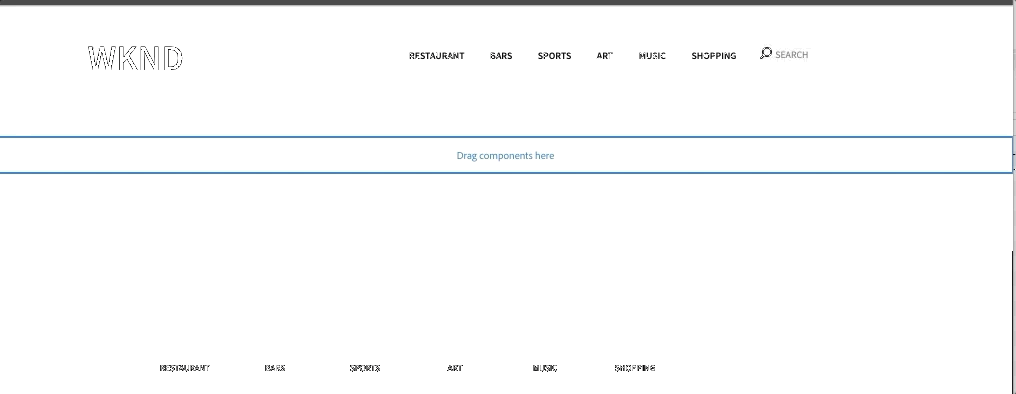 WKND
RESTAURANT BARS SPORTS ART MUSIC SHOPPING SEARCH
Drag components here
RESTAURANT BARS SPORTS ART MUSIC SHOPPING